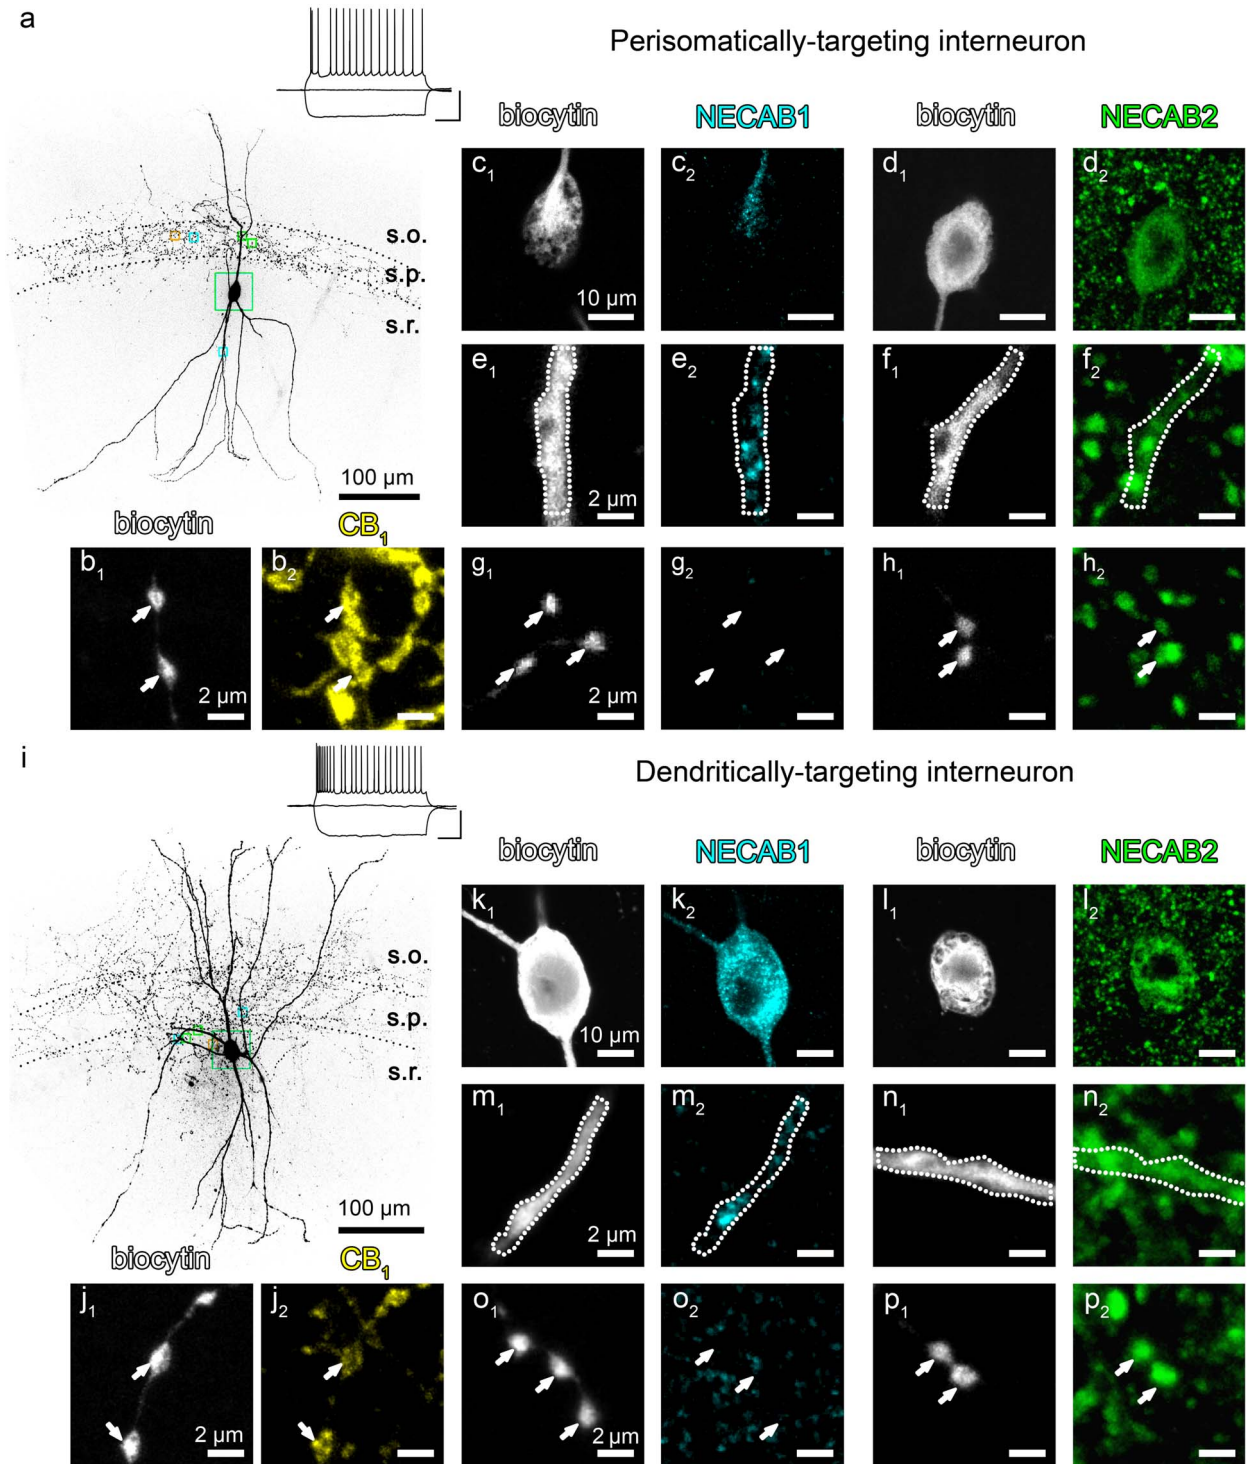 a
Perisomatically-targeting interneuron
biocytin NECAB1 biocytin NECAB2
c1 c2 d1 d2
s.o.
s.p.
10 µm
s.r.
e1 e2 f1 f2
100 µm
2 µm
biocytin CB1
b1 b2 g1 g2 h1 h2
2 µm 2 µm
i
Dendritically-targeting interneuron
biocytin NECAB1 biocytin NECAB2
k1 k2 l1 l2
s.o.
s.p.
10 µm
s.r.
m1 m2 n1 n2
100 µm
2 µm
biocytin CB1
j1 j2 o1 o2 p1 p2
2 µm 2 µm